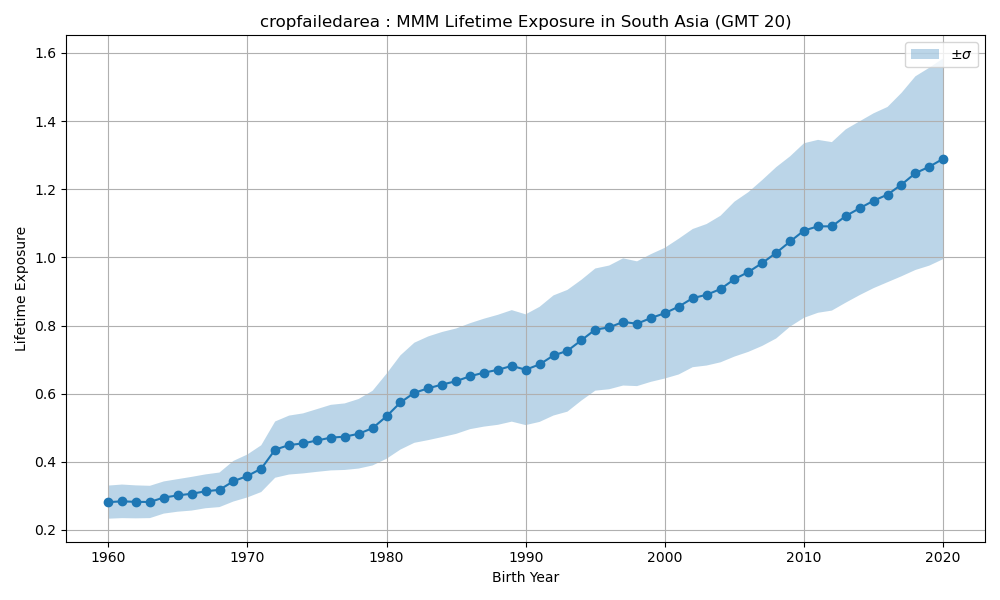 cropfailedarea : MMM Lifetime Exposure in South Asia (GMT 20)
±σ
1.6
1.4
1.2
1.0
0.8
0.6
0.4
0.2
Lifetime Exposure
1960 1970 1980 1990 2000 2010 2020
Birth Year